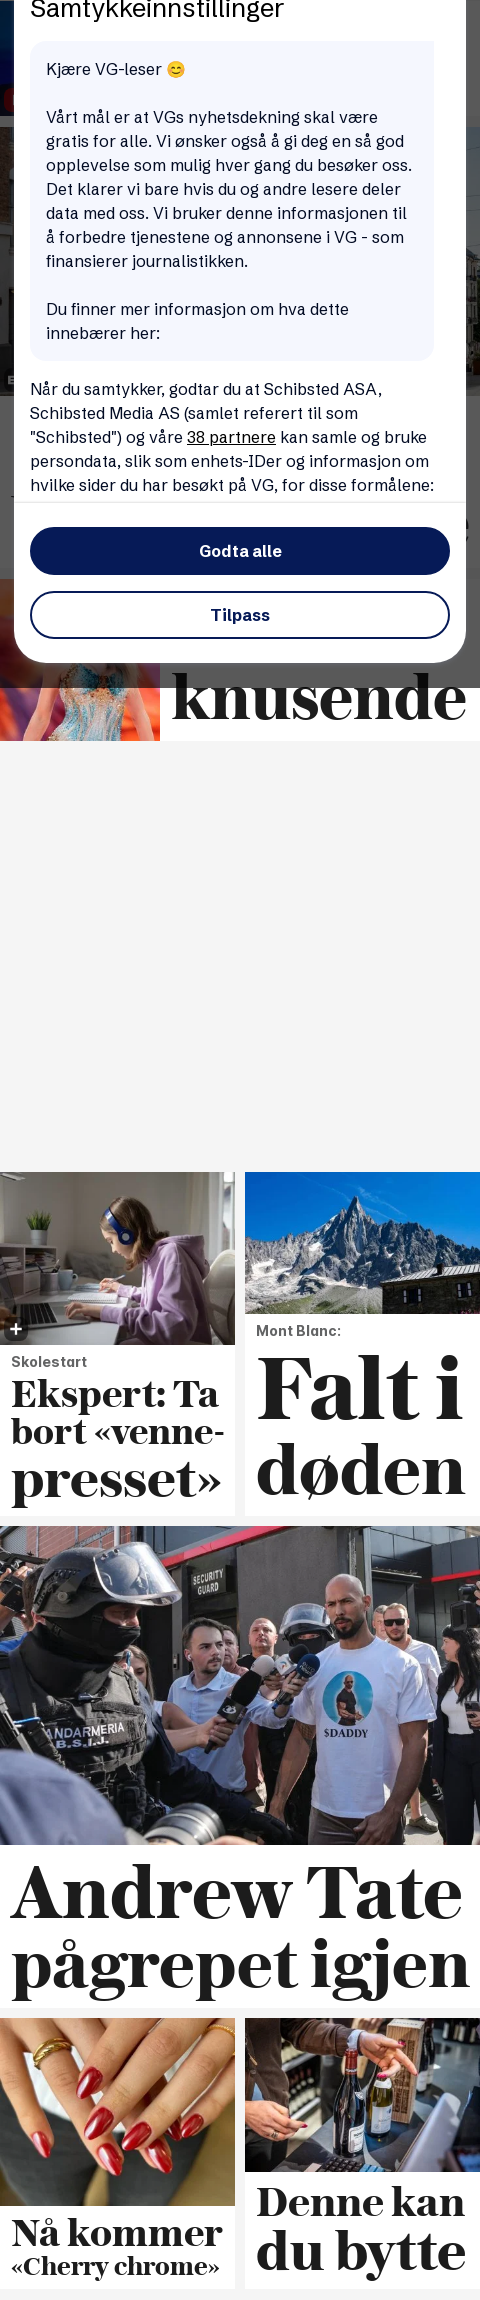 Samtykkeinnstillinger
Kjære VG-leser 😊
Vårt mål er at VGs nyhetsdekning skal være
gratis for alle. Vi ønsker også å gi deg en så god
opplevelse som mulig hver gang du besøker oss.
Det klarer vi bare hvis du og andre lesere deler
data med oss. Vi bruker denne informasjonen til
å forbedre tjenestene og annonsene i VG - som
finansierer journalistikken.
Du finner mer informasjon om hva dette
innebærer her:
Når du samtykker, godtar du at Schibsted ASA,
Schibsted Media AS (samlet referert til som
"Schibsted") og våre 38 partnere kan samle og bruke
persondata, slik som enhets-IDer og informasjon om
hvilke sider du har besøkt på VG, for disse formålene:
Godta alle
Tilpass
knusende
Skolestart
Ekspert: Ta
bort «venne-
presset»
Mont Blanc:
Falt i
døden
SECURITY
GUARD
JANDARMERIA
B.S.I.J.
$DADDY
Andrew Tate
pågrepet igjen
Nå kommer
«Cherry chrome»
Denne kan
du bytte